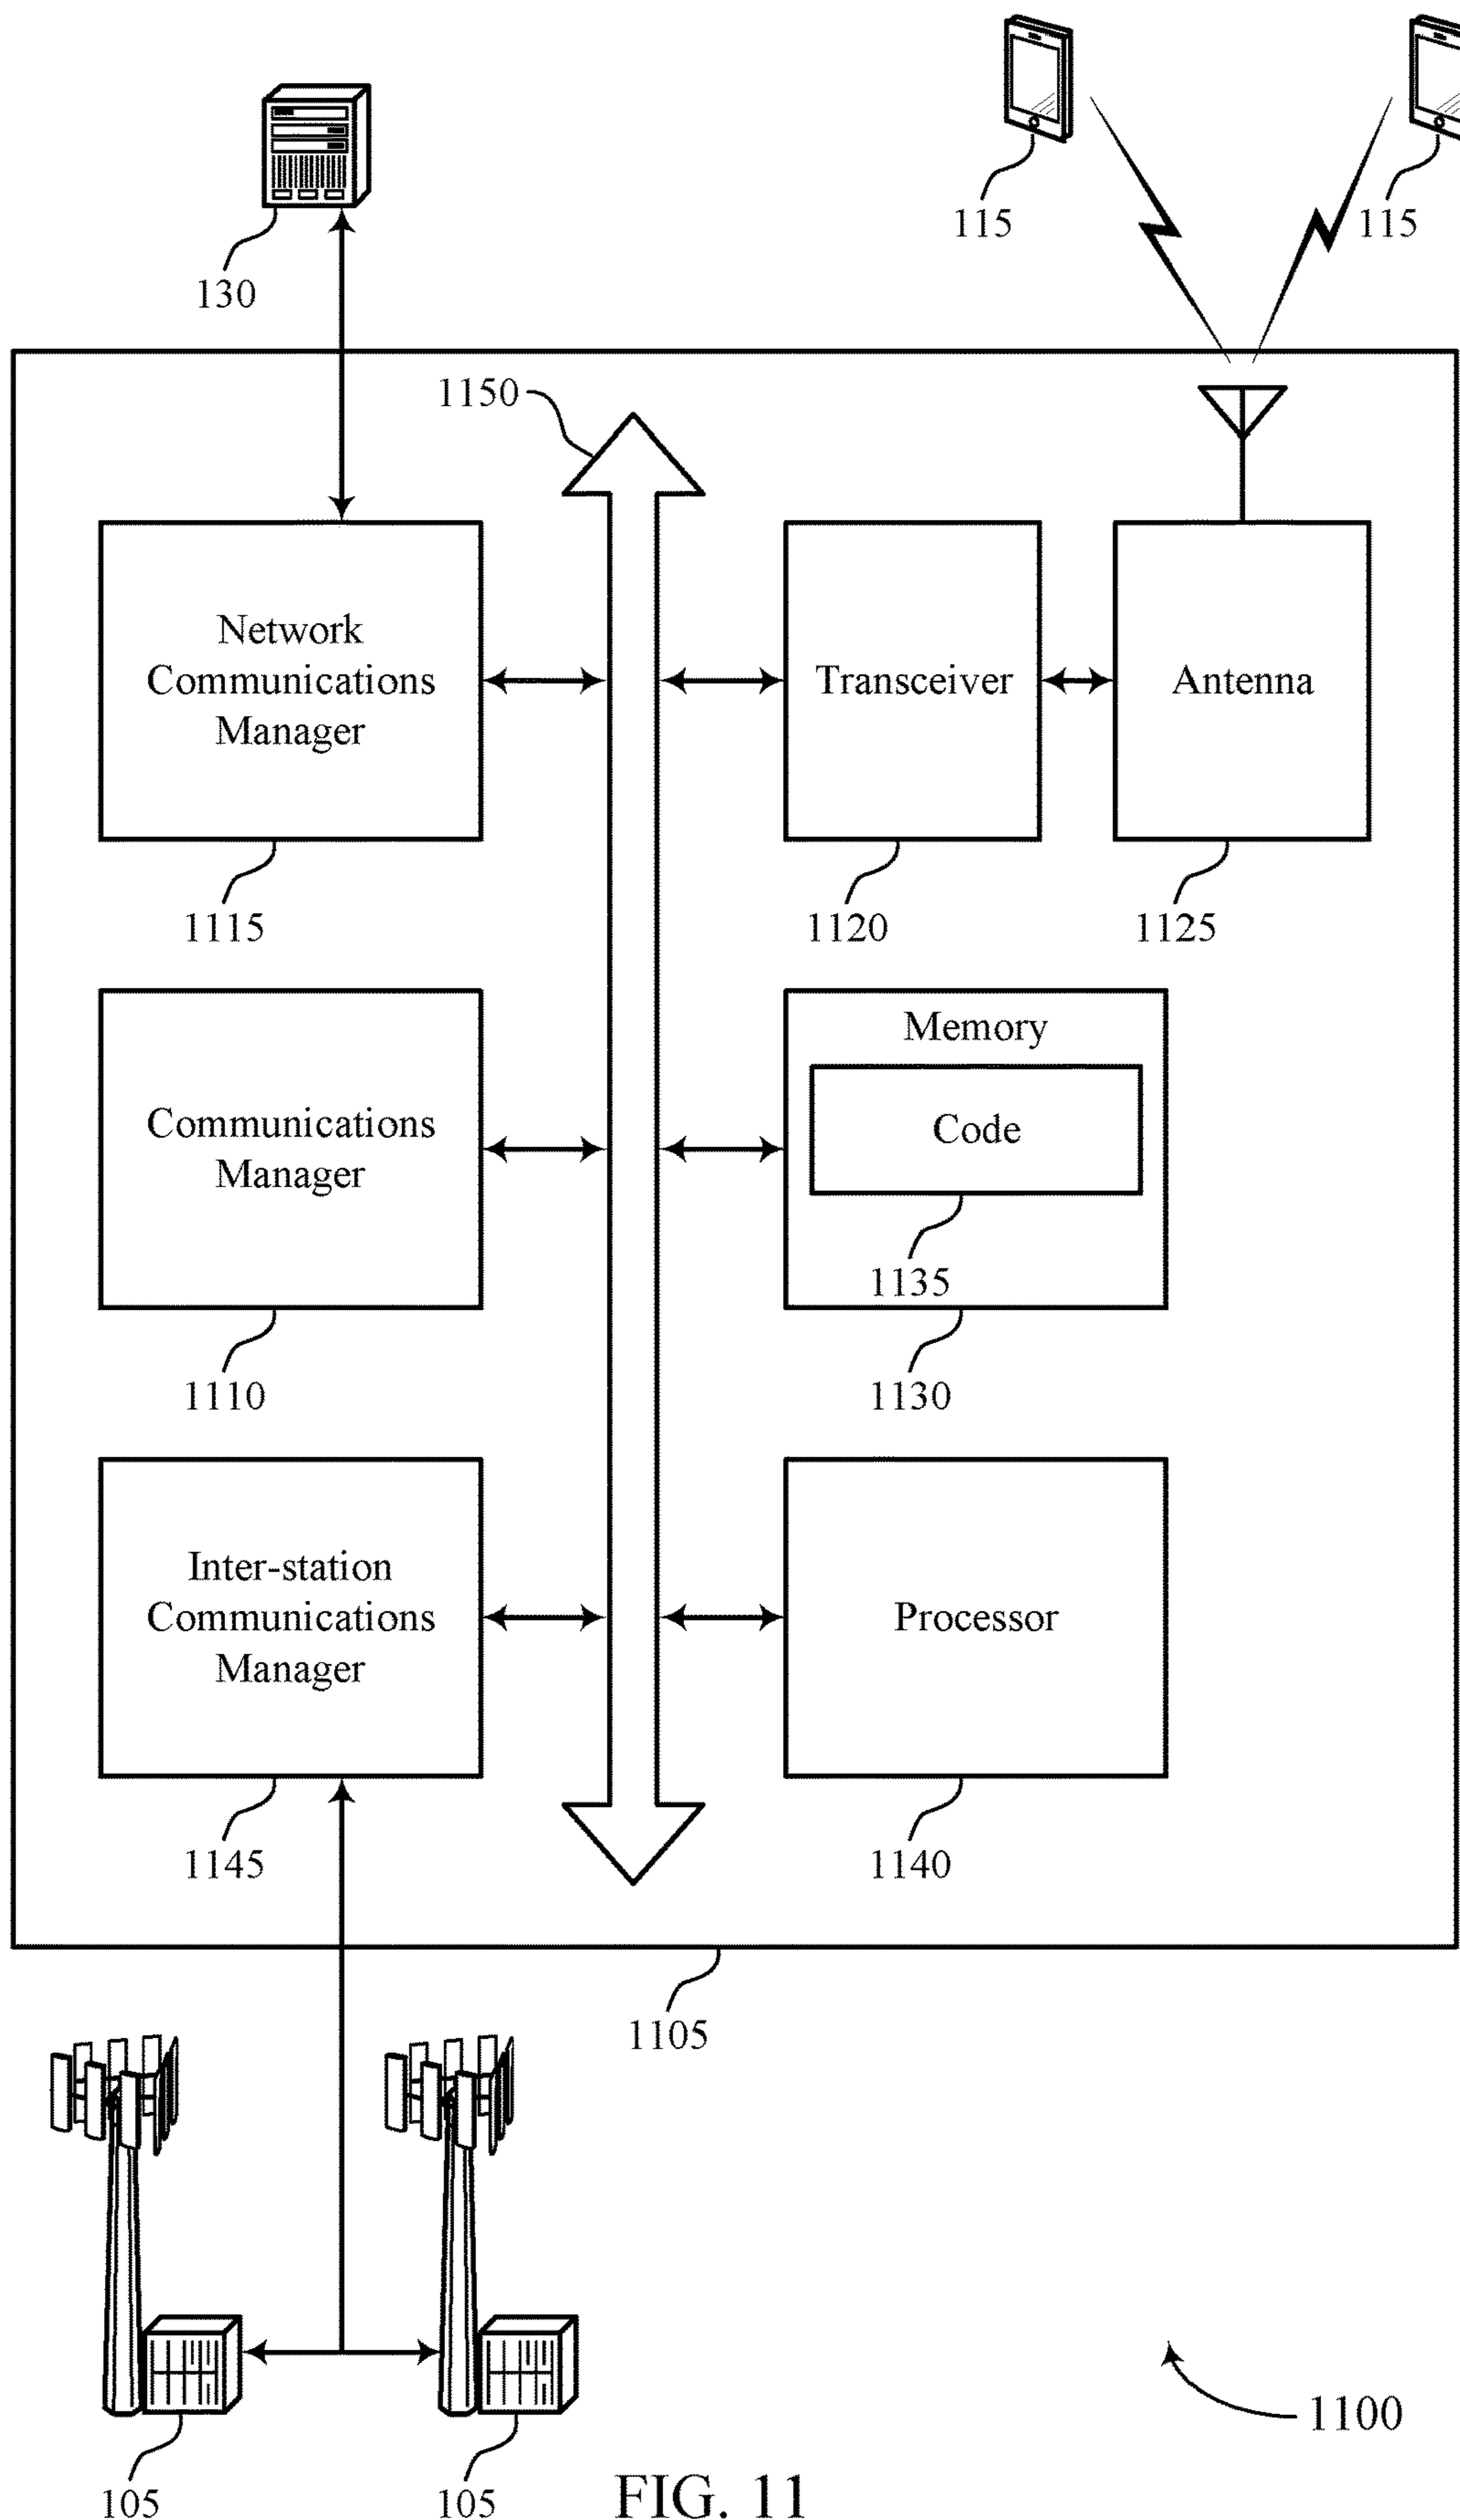 115
115
130
1150
Network
Communications
Manager
Transceiver
Antenna
1115
1120
1125
Memory
Code
Communications
Manager
1135
1110
1130
Inter-station
Communications
Manager
Processor
1145
1140
1105
1100
105
105
FIG. 11